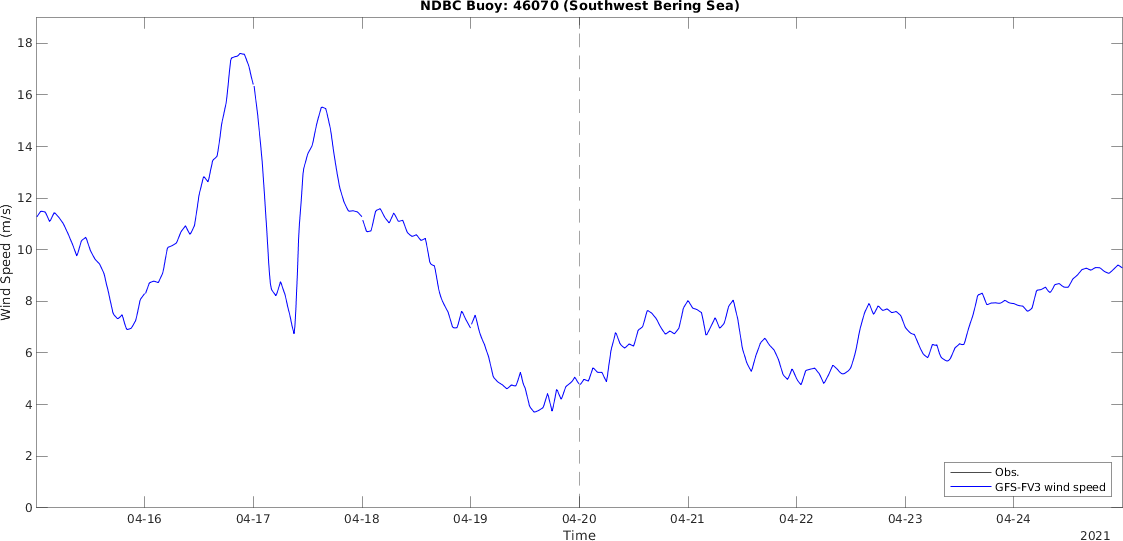 NDBC Buoy: 46070 (Southwest Bering Sea)
Wind Speed (m/s)
18
16
14
12
10
8
6
4
2
0
04-16 04-17 04-18 04-19 04-20 04-21 04-22 04-23 04-24
Time
2021
Obs.
GFS-FV3 wind speed